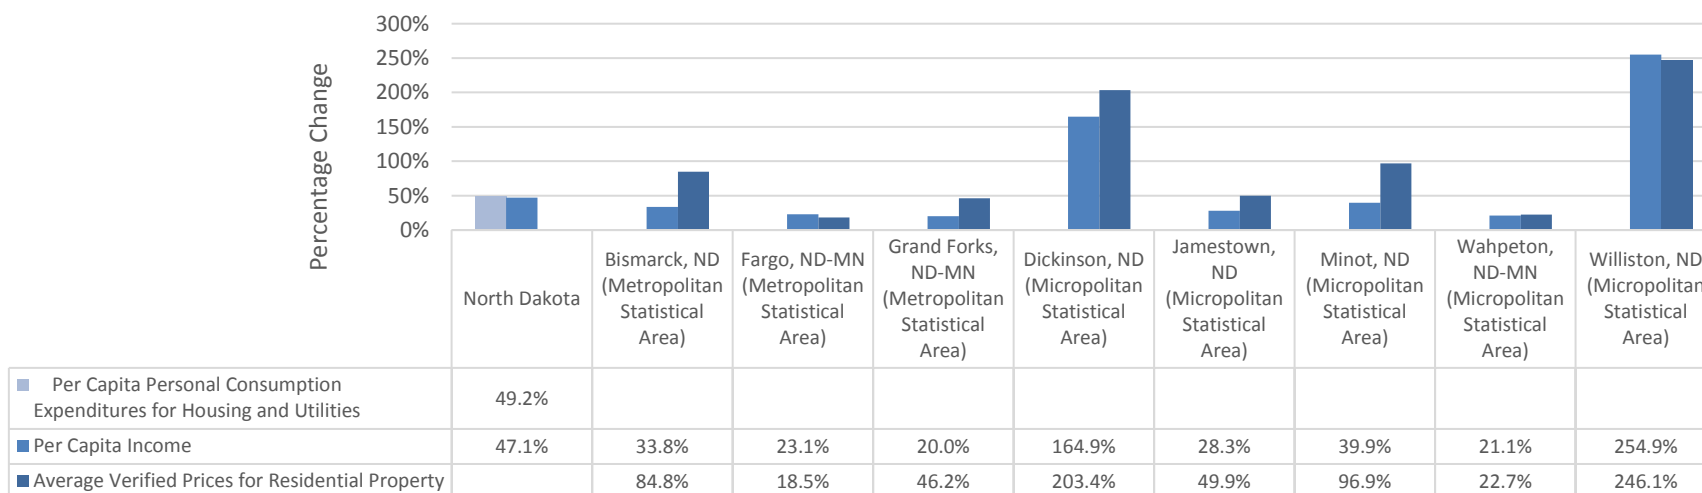 300%
250%
200%
150%
100%
50%
0%
Percentage Change
North Dakota
Bismarck, ND
(Metropolitan
Statistical
Area)
Fargo, ND-MN
(Metropolitan
Statistical
Area)
Grand Forks,
ND-MN
(Metropolitan
Statistical
Area)
Dickinson, ND
(Micropolitan
Statistical
Area)
Jamestown,
ND
(Micropolitan
Statistical
Area)
Minot, ND
(Micropolitan
Statistical
Area)
Wahpeton,
ND-MN
(Micropolitan
Statistical
Area)
Williston, ND
(Micropolitan
Statistical
Area)
Per Capita Personal Consumption
Expenditures for Housing and Utilities
49.2%
Per Capita Income 47.1% 33.8% 23.1% 20.0% 164.9% 28.3% 39.9% 21.1% 254.9%
Average Verified Prices for Residential Property 84.8% 18.5% 46.2% 203.4% 49.9% 96.9% 22.7% 246.1%